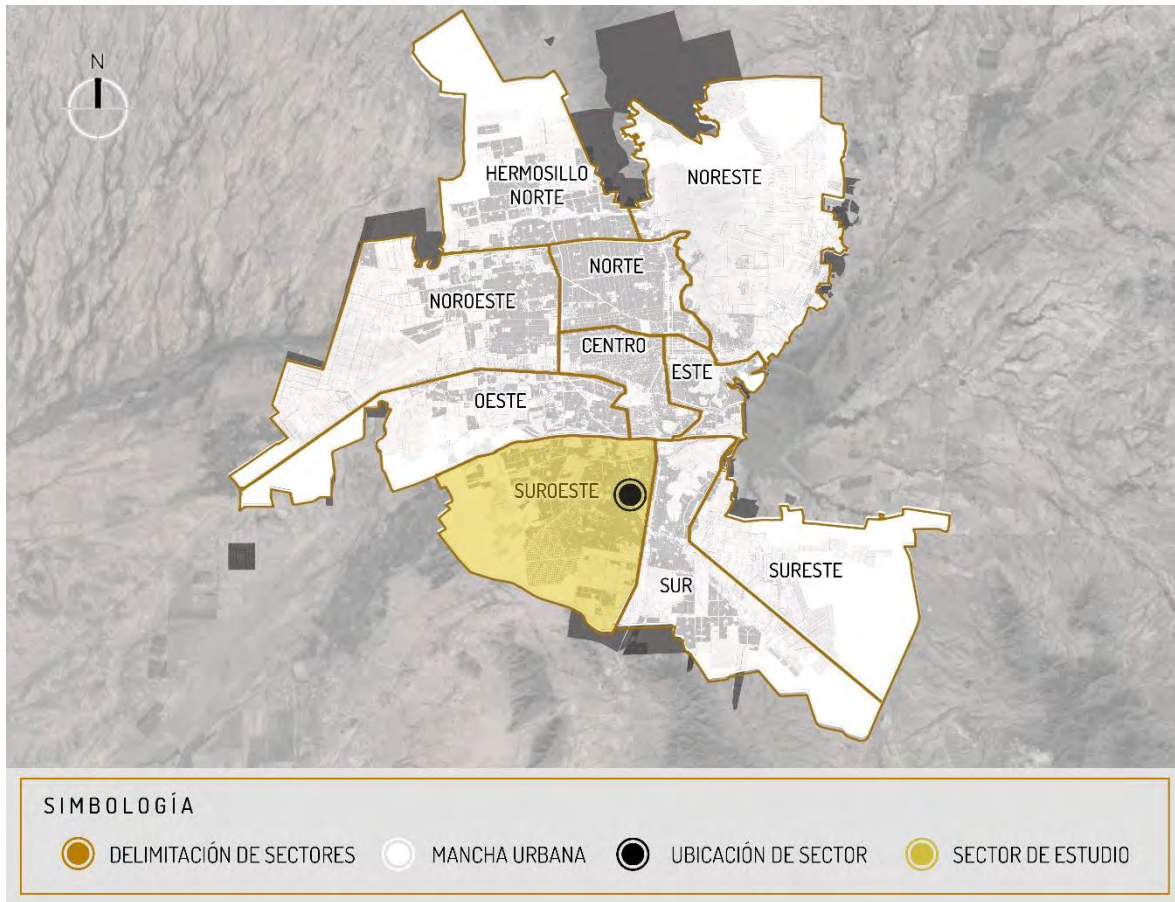 N
HERMOSILLO
NORTE
NORESTE
NORTE
NOROESTE
CENTRO
ESTE
OESTE
SUROESTE
SURESTE
SUR
SIMBOLOGÍA
DELIMITACIÓN DE SECTORES
MANCHA URBANA
UBICACIÓN DE SECTOR
SECTOR DE ESTUDIO